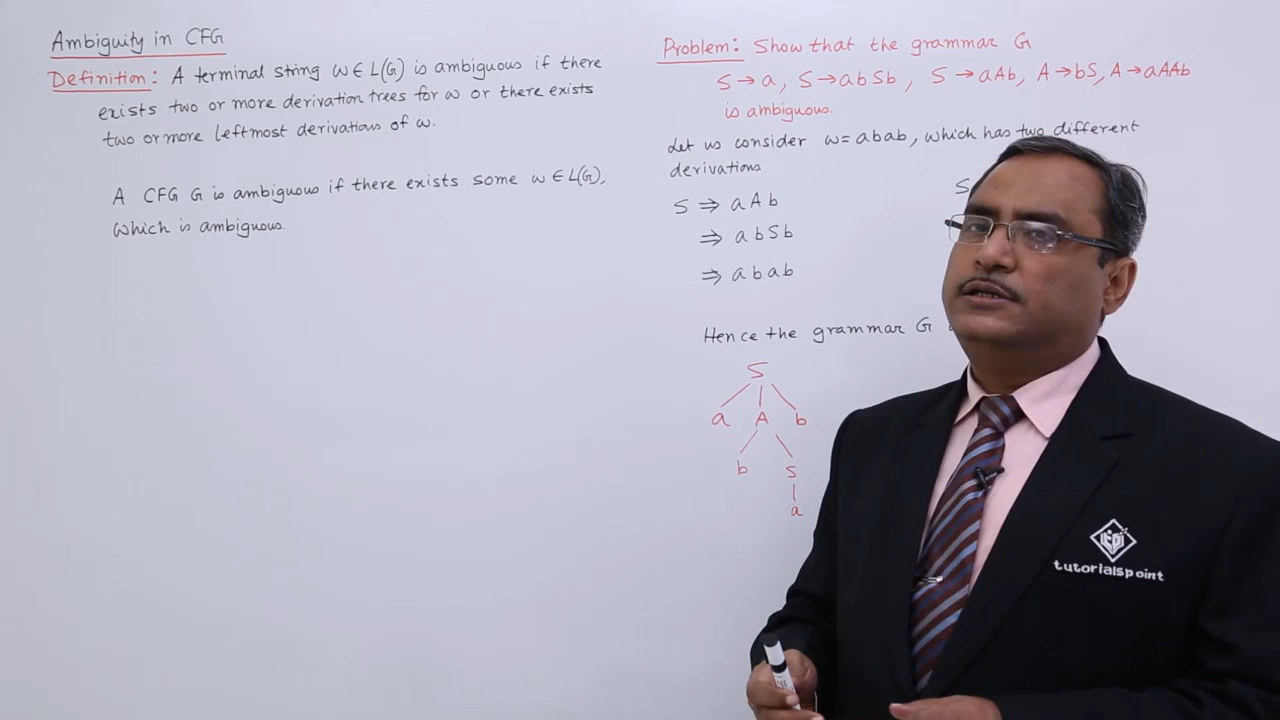 Ambiguity in CFG
Definition: A terminal string w ∈ L(G) is ambiguous if there
exists two or more derivation trees for w or there exists
two or more leftmost derivations of w.
A CFG G is ambiguous if there exists some w ∈ L(G),
which is ambiguous.
Problem: Show that the grammar G
S → a, S → abSb, S → aAb, A → bS, A → aAAb
is ambiguous.
Let us consider w = abab, which has two different
derivations
S ⇒ aAb
⇒ abSb
⇒ abab
S
Hence the grammar G
S
a A b
b S
a
tutorialspoint